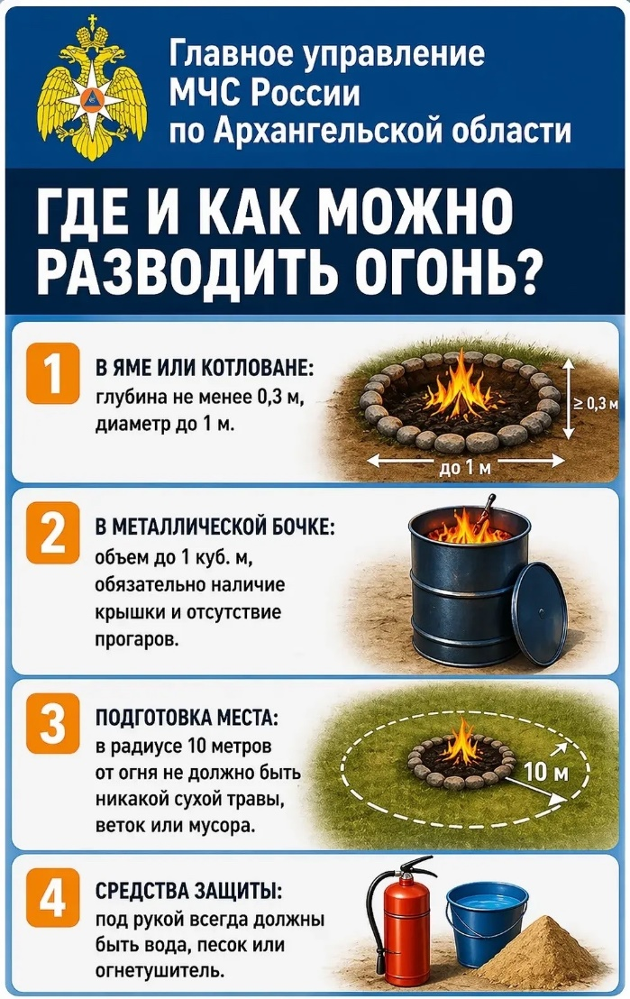 Главное управление
МЧС России
по Архангельской области
ГДЕ И КАК МОЖНО
РАЗВОДИТЬ ОГОНЬ?
1
В ЯМЕ ИЛИ КОТЛОВАНЕ:
глубина не менее 0,3 м,
диаметр до 1 м.
≥ 0,3 м
до 1 м
2
В МЕТАЛЛИЧЕСКОЙ БОЧКЕ:
объем до 1 куб. м,
обязательно наличие
крышки и отсутствие
прогаров.
3
ПОДГОТОВКА МЕСТА:
в радиусе 10 метров
от огня не должно быть
никакой сухой травы,
веток или мусора.
10 м
4
СРЕДСТВА ЗАЩИТЫ:
под рукой всегда должны
быть вода, песок или
огнетушитель.